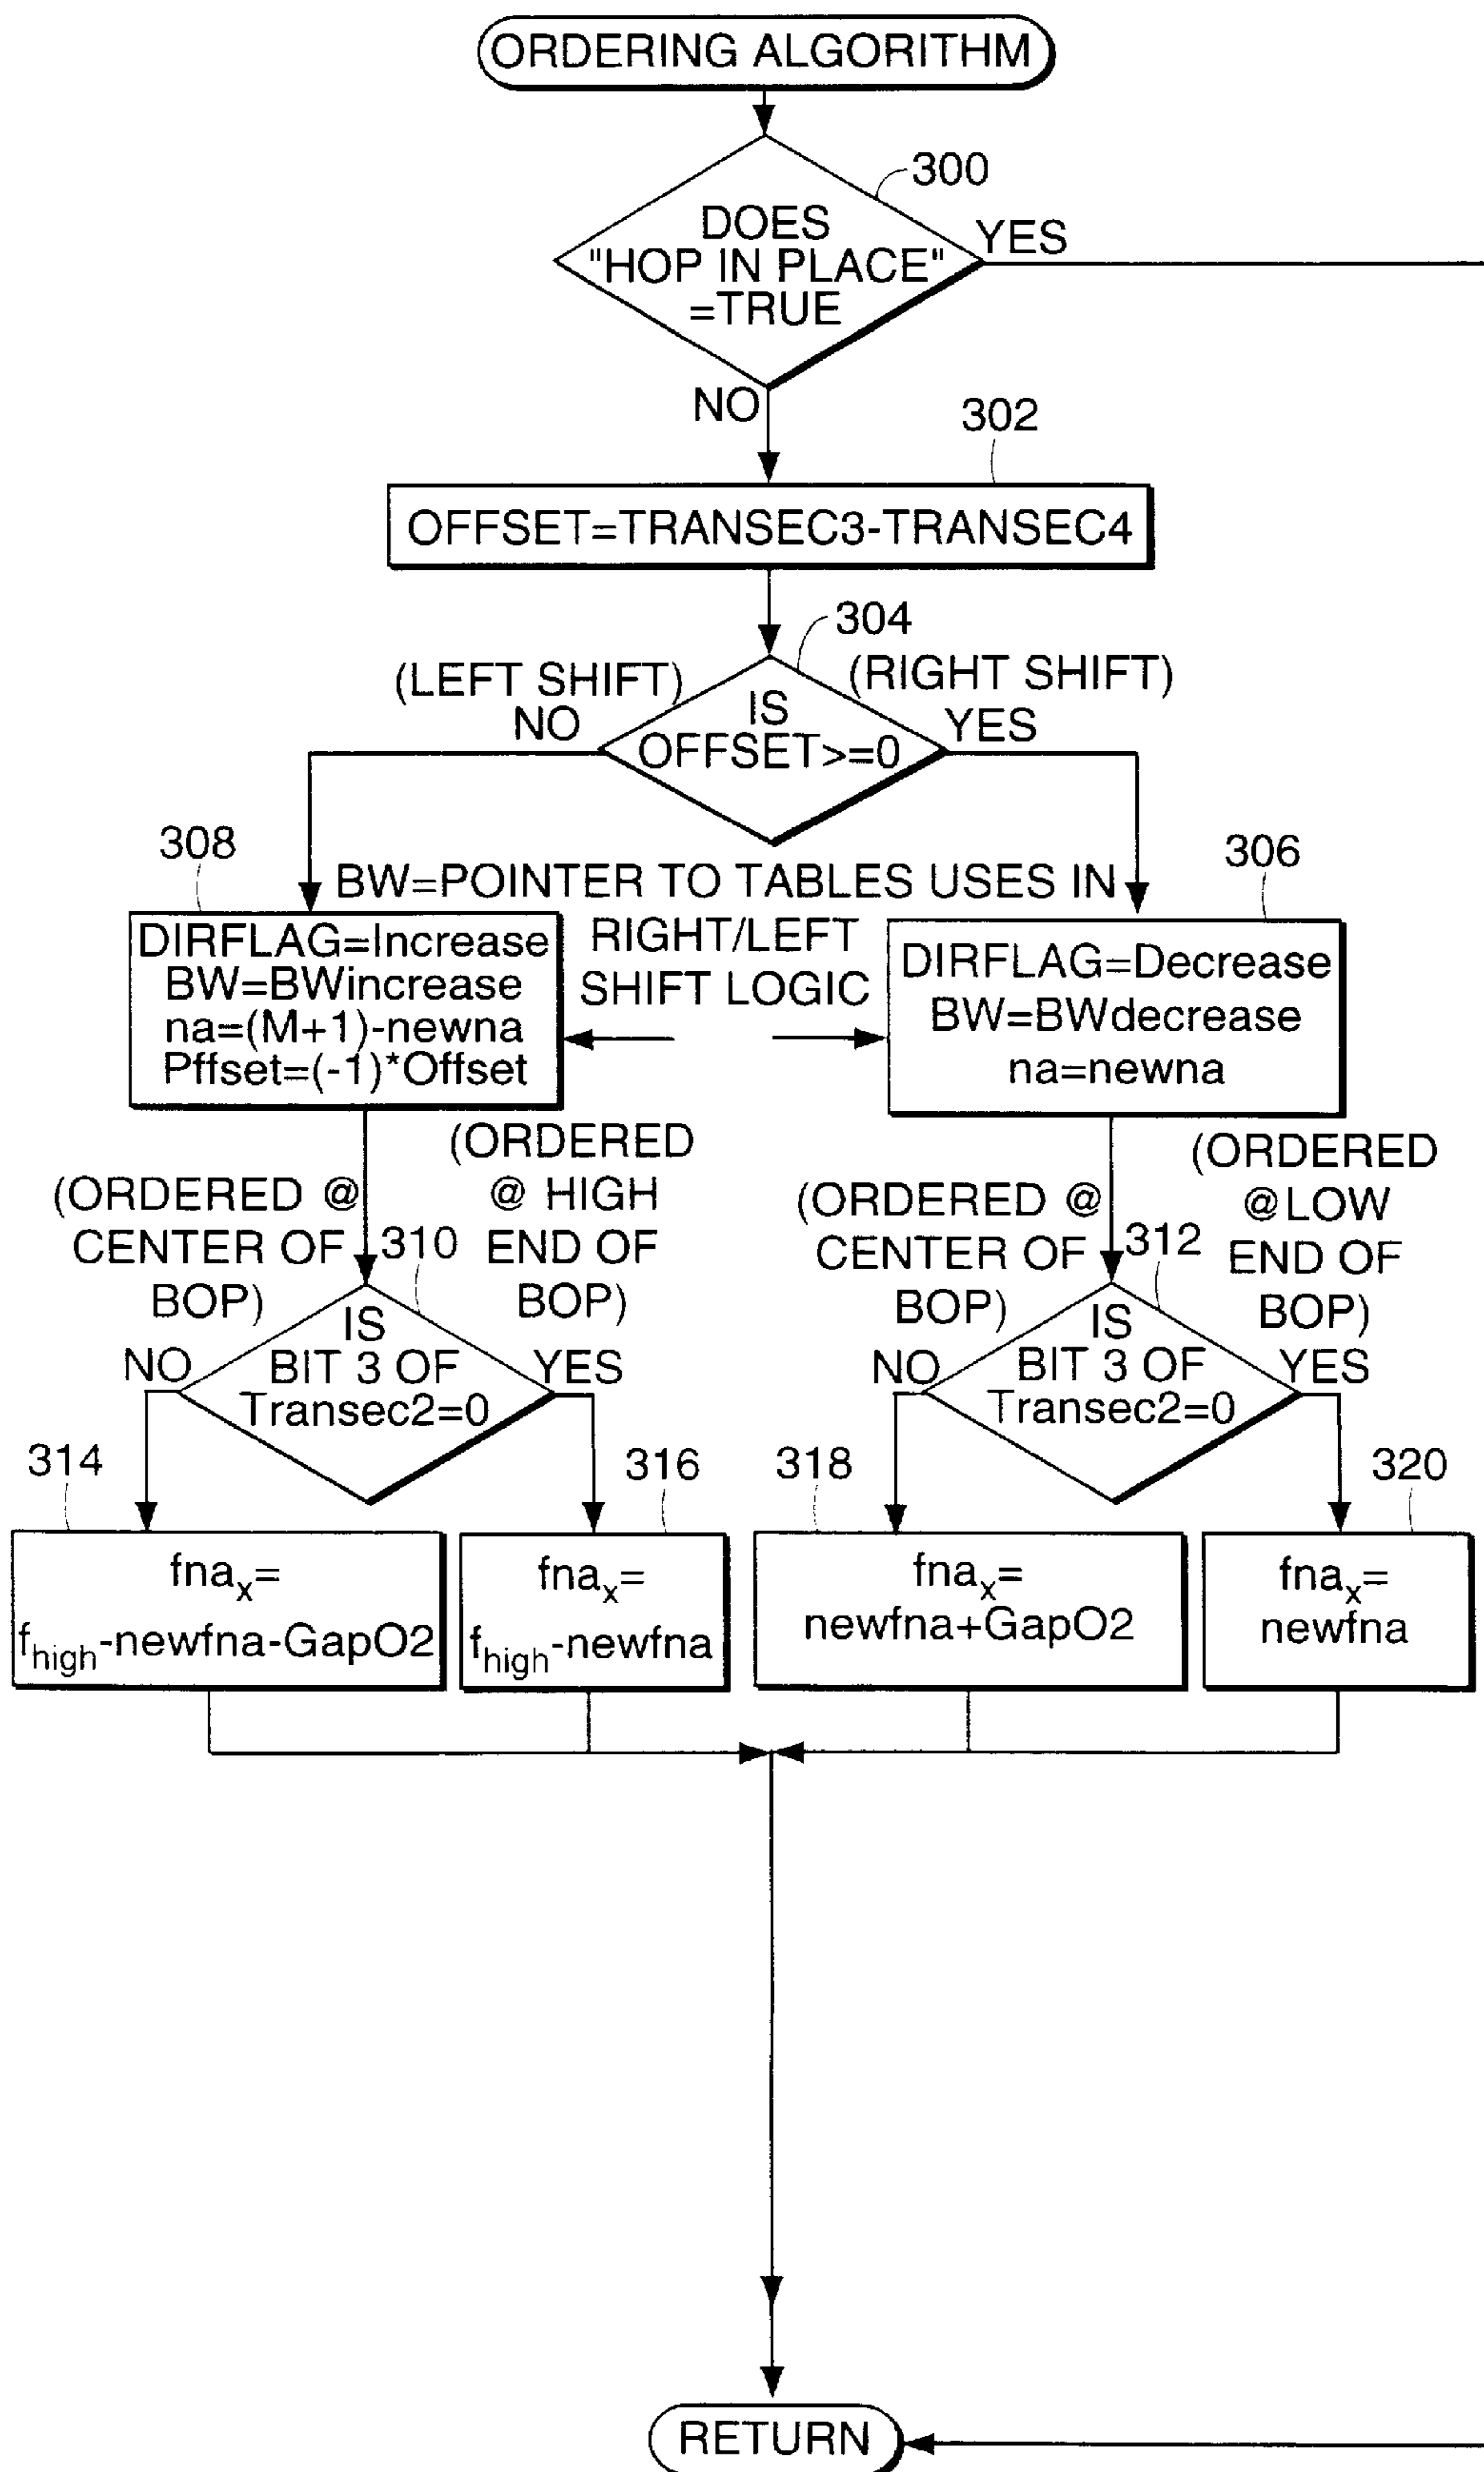 ORDERING ALGORITHM
300
DOES
"HOP IN PLACE"
=TRUE
YES
NO
302
OFFSET=TRANSEC3-TRANSEC4
304
(LEFT SHIFT)
NO
(RIGHT SHIFT)
YES
IS
OFFSET>=0
308
306
BW=POINTER TO TABLES USES IN
RIGHT/LEFT
SHIFT LOGIC
DIRFLAG=Increase
BW=BWincrease
na=(M+1)-newna
Pffset=(-1)*Offset
DIRFLAG=Decrease
BW=BWdecrease
na=newna
(ORDERED @
CENTER OF
BOP)
310
(ORDERED
@ HIGH
END OF
BOP)
(ORDERED @
CENTER OF
BOP)
312
(ORDERED
@LOW
END OF
BOP)
NO
IS
BIT 3 OF
Transec2=0
YES
NO
IS
BIT 3 OF
Transec2=0
YES
314
316
318
320
fnax=
fhigh-newfna-GapO2
fnax=
fhigh-newfna
fnax=
newfna+GapO2
fnax=
newfna
RETURN